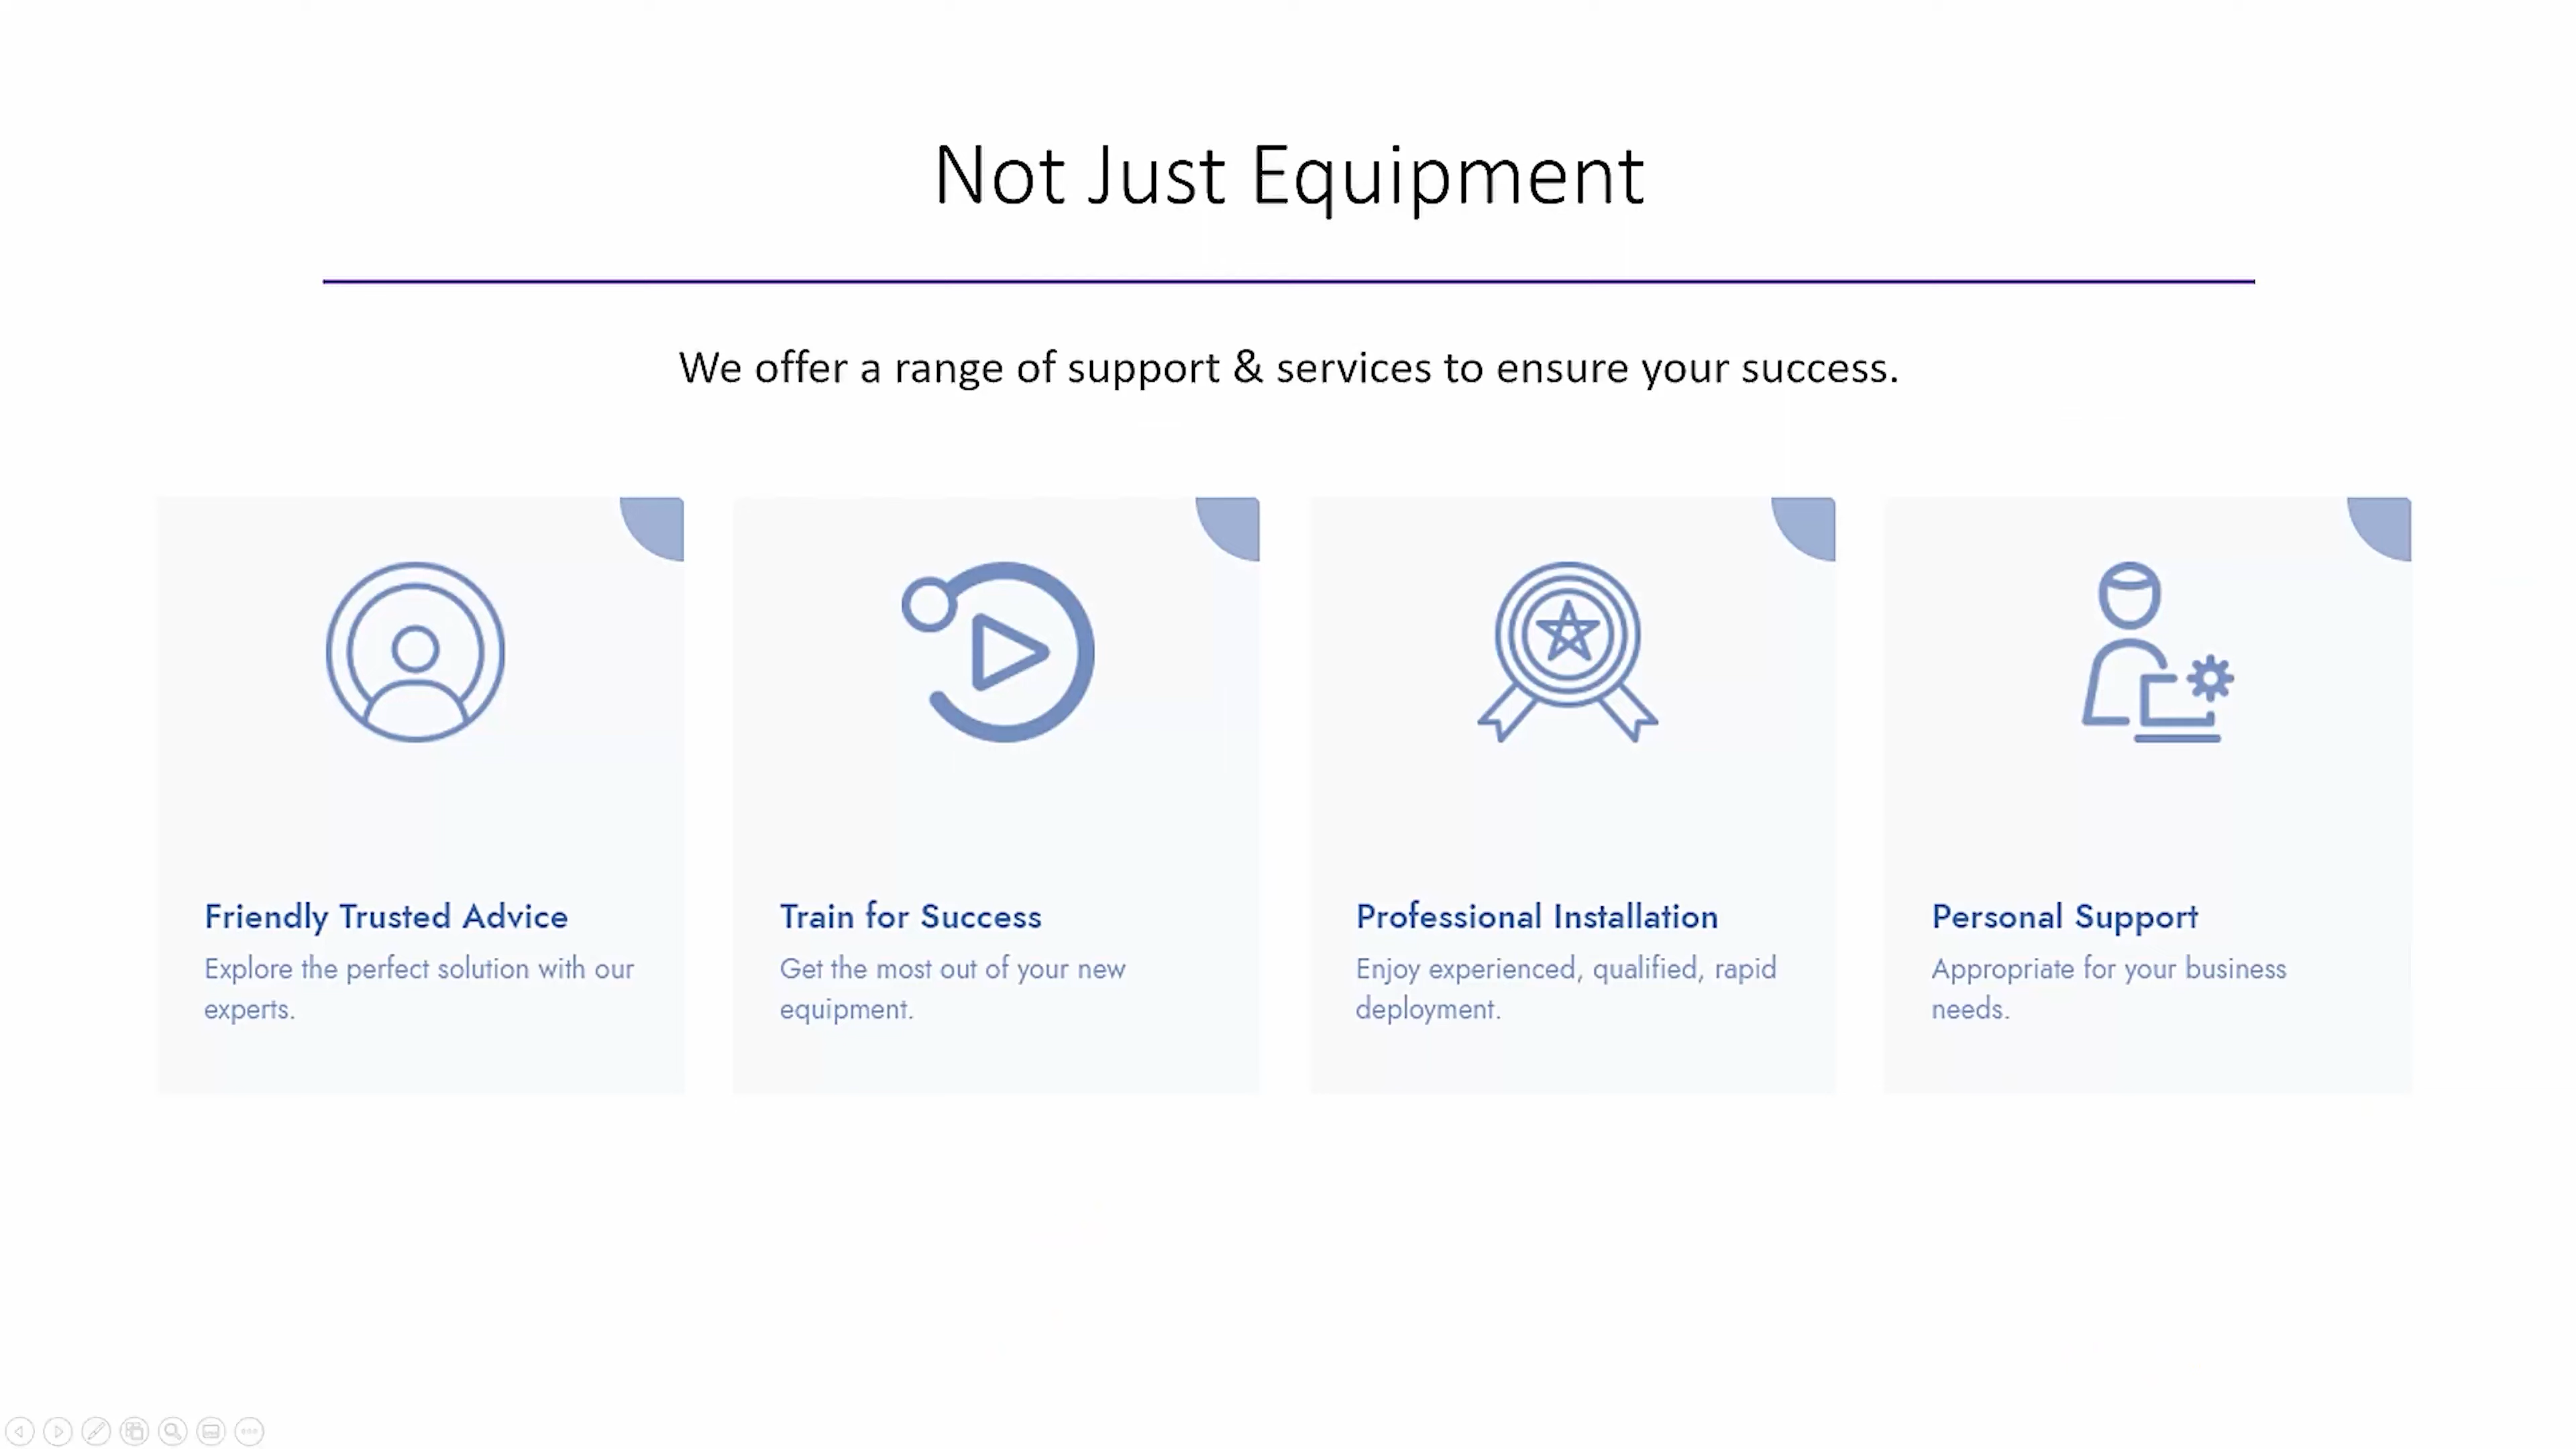 Not Just Equipment
We offer a range of support & services to ensure your success.
Friendly Trusted Advice
Explore the perfect solution with our
experts.
Train for Success
Get the most out of your new
equipment.
Professional Installation
Enjoy experienced, qualified, rapid
deployment.
Personal Support
Appropriate for your business
needs.